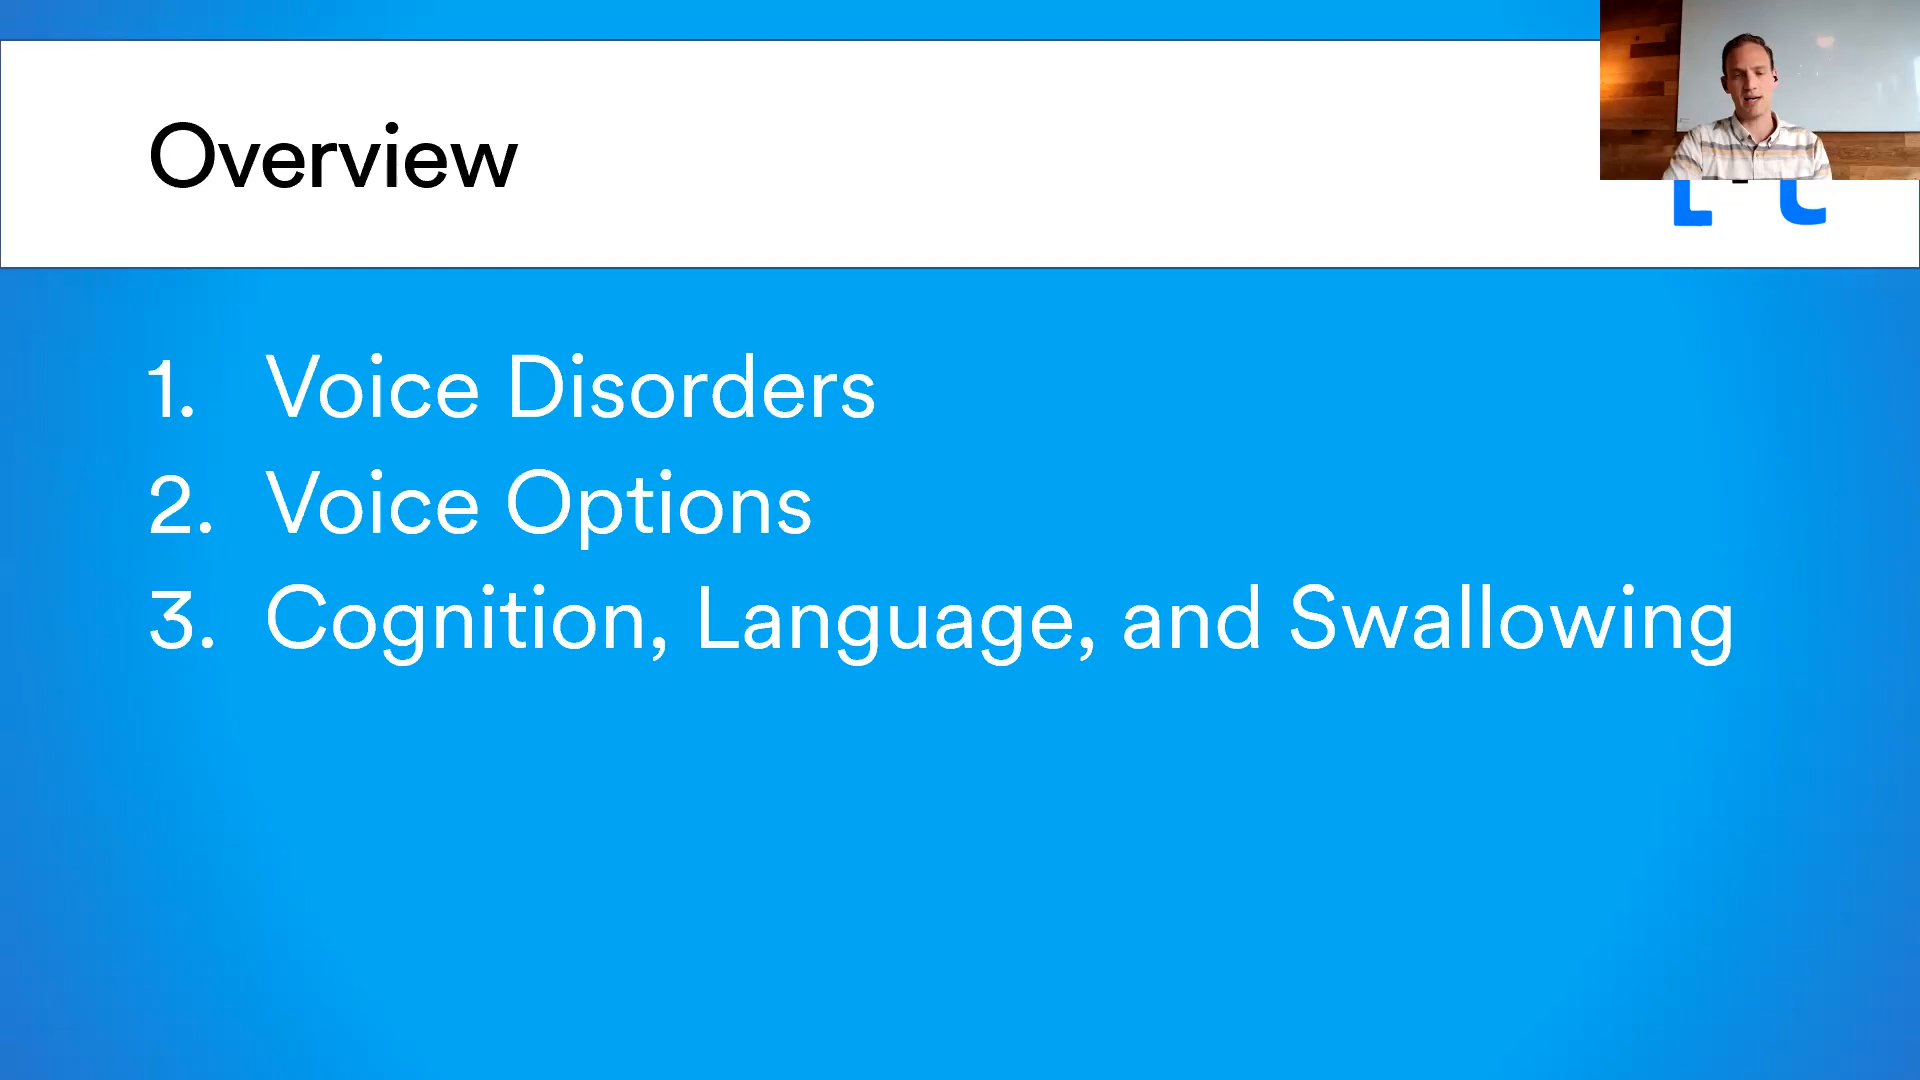 Overview
1. Voice Disorders
2. Voice Options
3. Cognition, Language, and Swallowing